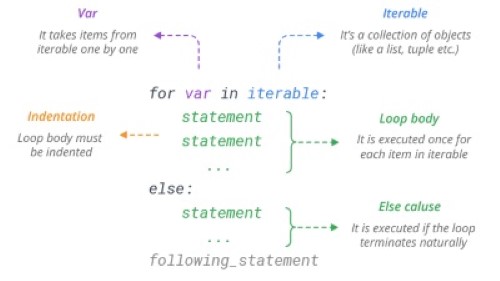 Var
It takes items from
iterable one by one
Iterable
It's a collection of objects
(like a list, tuple etc.)
for var in iterable:
Indentation
Loop body must
be indented
statement
statement
...
Loop body
It is executed once for
each item in iterable
else:
statement
...
Else caluse
It is executed if the loop
terminates naturally
following_statement